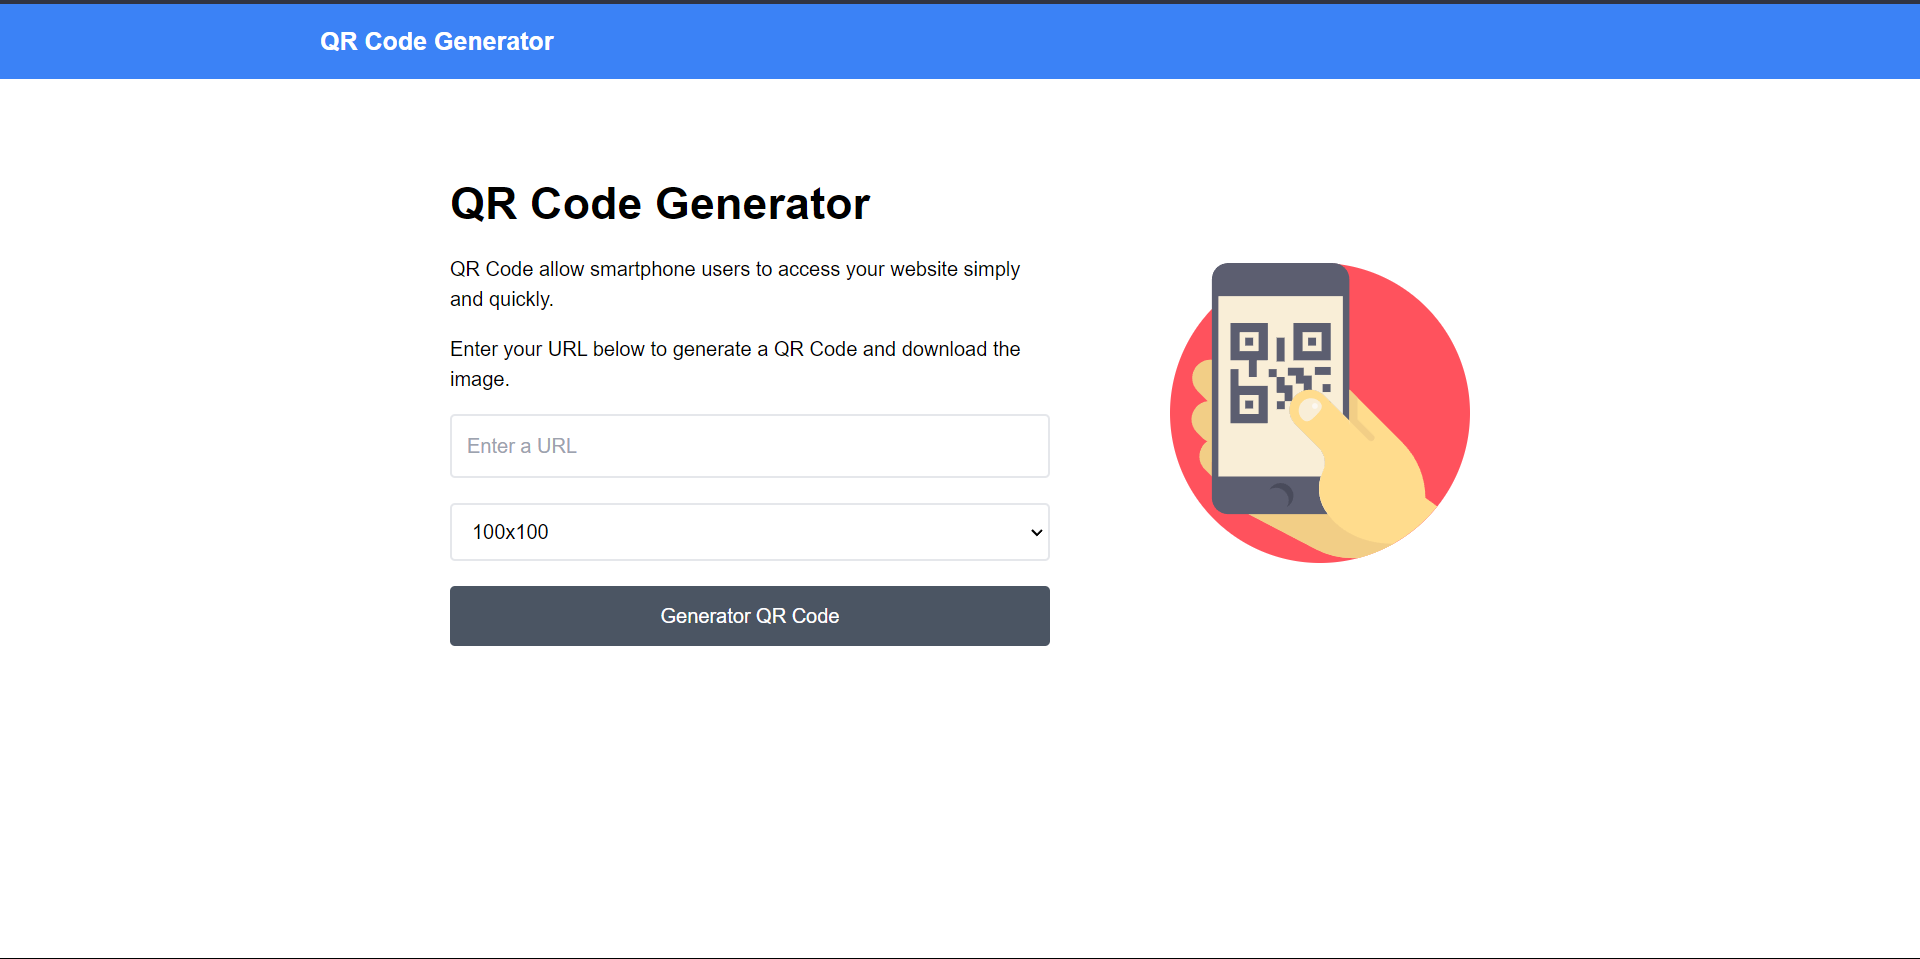 QR Code Generator
QR Code Generator
QR Code allow smartphone users to access your website simply
and quickly.
Enter your URL below to generate a QR Code and download the
image.
Enter a URL
100x100
Generator QR Code